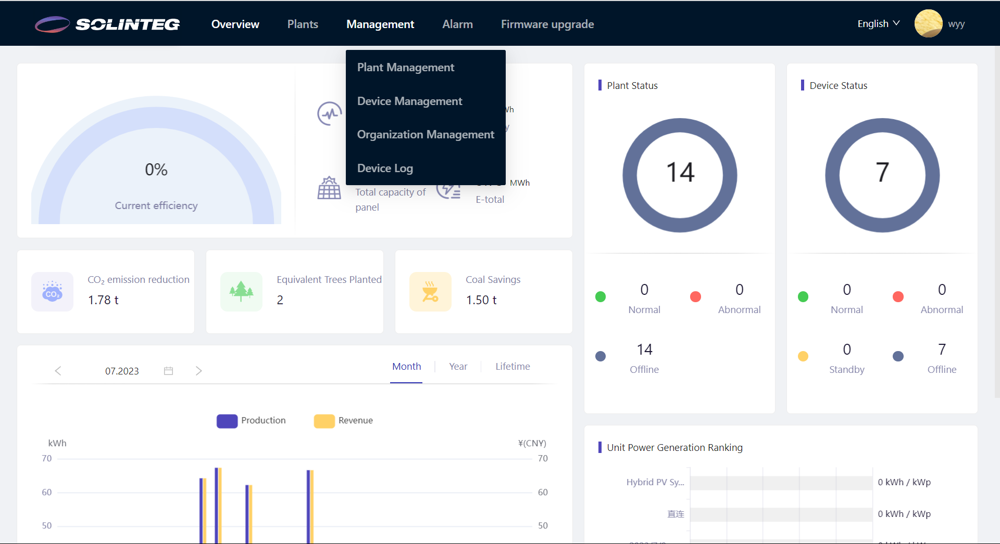 SOLINTEG
Overview
Plants
Management
Alarm
Firmware upgrade
English
wyy
Plant Management
Device Management
Organization Management
Device Log
0%
Current efficiency
MWh
Total capacity of
panel
E-total
Plant Status
14
0
Normal
0
Abnormal
14
Offline
Device Status
7
0
Normal
0
Abnormal
0
Standby
7
Offline
CO₂
CO₂ emission reduction
1.78 t
Equivalent Trees Planted
2
Coal Savings
1.50 t
07.2023
Month
Year
Lifetime
Production
Revenue
kWh
¥(CNY)
70
70
60
60
50
50
Unit Power Generation Ranking
Hybrid PV Sy...
0 kWh / kWp
直连
0 kWh / kWp